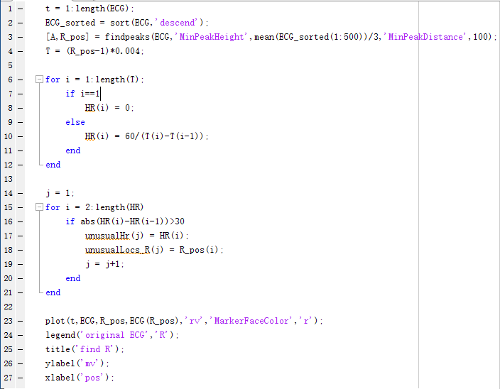 1 t = 1:length(ECG);
2 ECG_sorted = sort(ECG,'descend');
3 [A,R_pos] = findpeaks(ECG,'MinPeakHeight',mean(ECG_sorted(1:500))/3,'MinPeakDistance',100);
4 T = (R_pos-1)*0.004;
5
6 for i = 1:length(T);
7 if i==1
8 HR(i) = 0;
9 else
10 HR(i) = 60/(T(i)-T(i-1));
11 end
12 end
13
14 j = 1;
15 for i = 2:length(HR)
16 if abs(HR(i)-HR(i-1))>30
17 unusualHr(j) = HR(i);
18 unusualLocs_R(j) = R_pos(i);
19 j = j+1;
20 end
21 end
22
23 plot(t,ECG,R_pos,ECG(R_pos),'rv','MarkerFaceColor','r');
24 legend('original ECG','R');
25 title('find R');
26 ylabel('mv');
27 xlabel('pos');